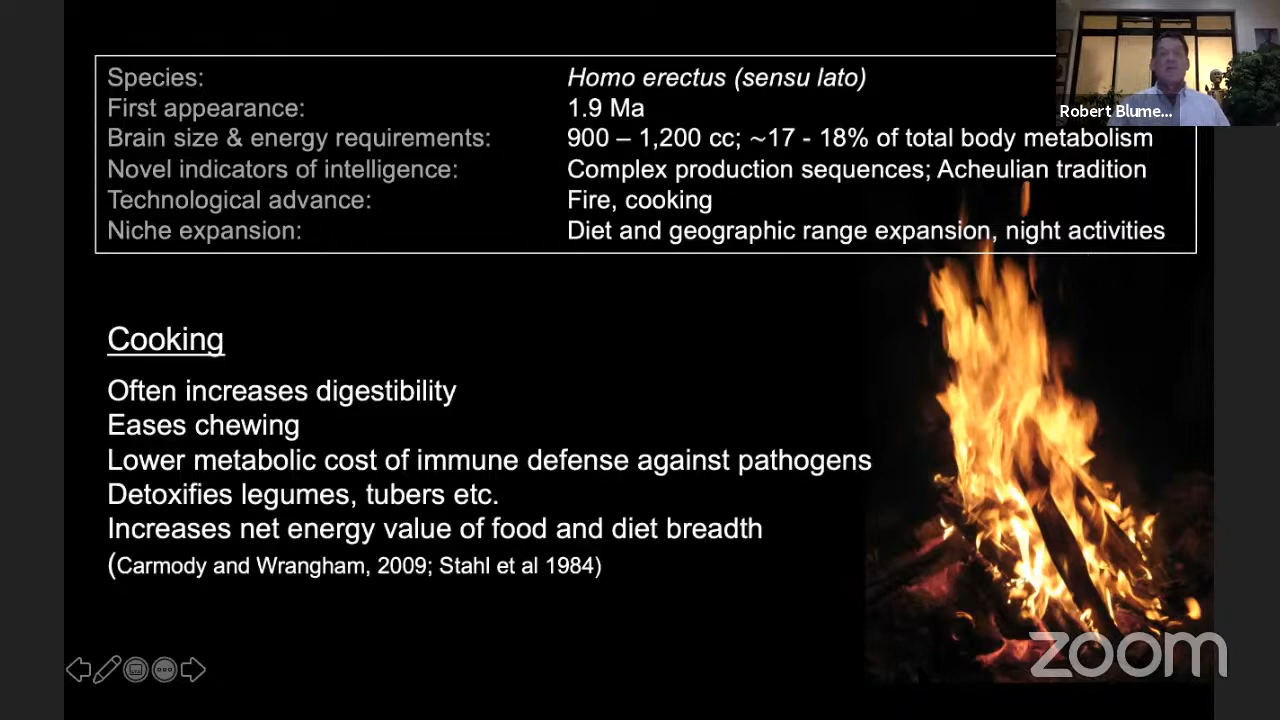 Species: Homo erectus (sensu lato)
First appearance: 1.9 Ma
Brain size & energy requirements: 900 – 1,200 cc; ~17 - 18% of total body metabolism
Novel indicators of intelligence: Complex production sequences; Acheulian tradition
Technological advance: Fire, cooking
Niche expansion: Diet and geographic range expansion, night activities
Robert Blume...
Cooking
Often increases digestibility
Eases chewing
Lower metabolic cost of immune defense against pathogens
Detoxifies legumes, tubers etc.
Increases net energy value of food and diet breadth
(Carmody and Wrangham, 2009; Stahl et al 1984)
zoom